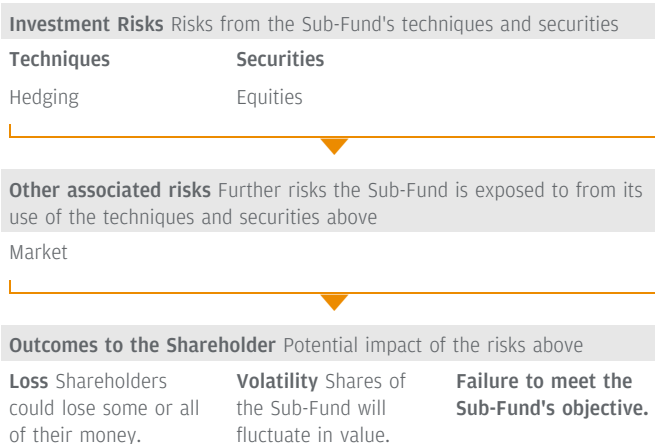 Investment Risks Risks from the Sub-Fund's techniques and securities
Techniques Securities
Hedging Equities
Other associated risks Further risks the Sub-Fund is exposed to from its
use of the techniques and securities above
Market
Outcomes to the Shareholder Potential impact of the risks above
Loss Shareholders
could lose some or all
of their money.
Volatility Shares of
the Sub-Fund will
fluctuate in value.
Failure to meet the
Sub-Fund's objective.